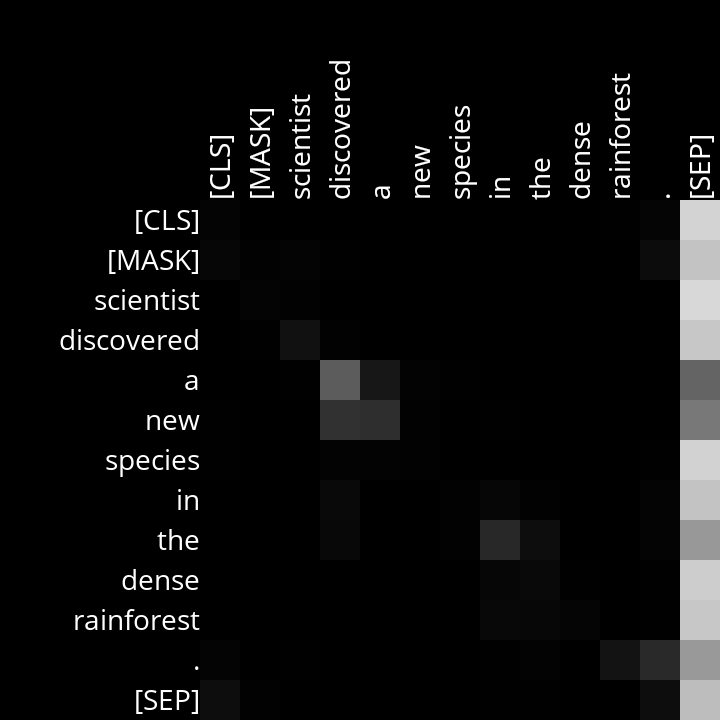 [CLS] [MASK] scientist discovered a new species in the dense rainforest . [SEP]
[CLS]
[MASK]
scientist
discovered
a
new
species
in
the
dense
rainforest
.
[SEP]